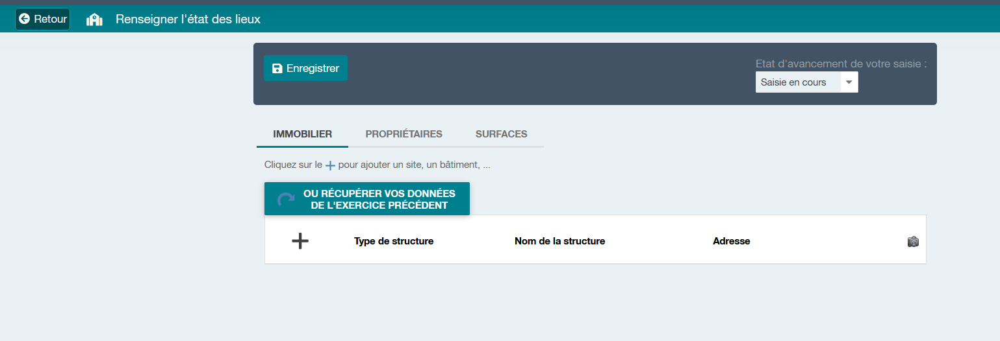 Retour
Renseigner l'état des lieux
Enregistrer
Etat d'avancement de votre saisie :
Saisie en cours
IMMOBILIER
PROPRIÉTAIRES
SURFACES
Cliquez sur le + pour ajouter un site, un bâtiment, ...
OU RÉCUPÉRER VOS DONNÉES
DE L'EXERCICE PRÉCÉDENT
Type de structure
Nom de la structure
Adresse